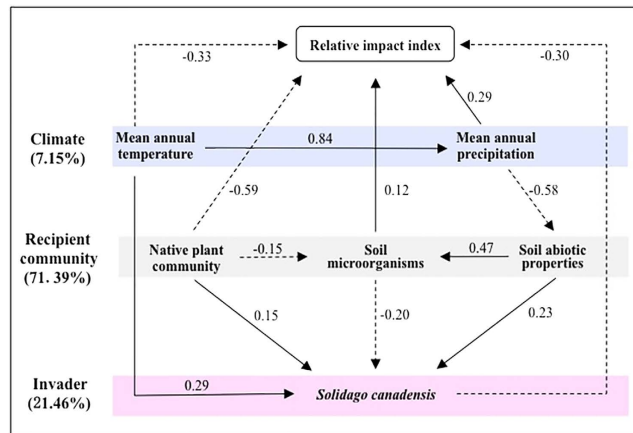 Relative impact index
-0.33
-0.30
0.29
Climate
(7.15%)
Mean annual
temperature
0.84
Mean annual
precipitation
-0.59
0.12
-0.58
Recipient
community
(71. 39%)
Native plant
community
-0.15
Soil
microorganisms
0.47
Soil abiotic
properties
0.15
-0.20
0.23
Invader
(21.46%)
0.29
Solidago canadensis